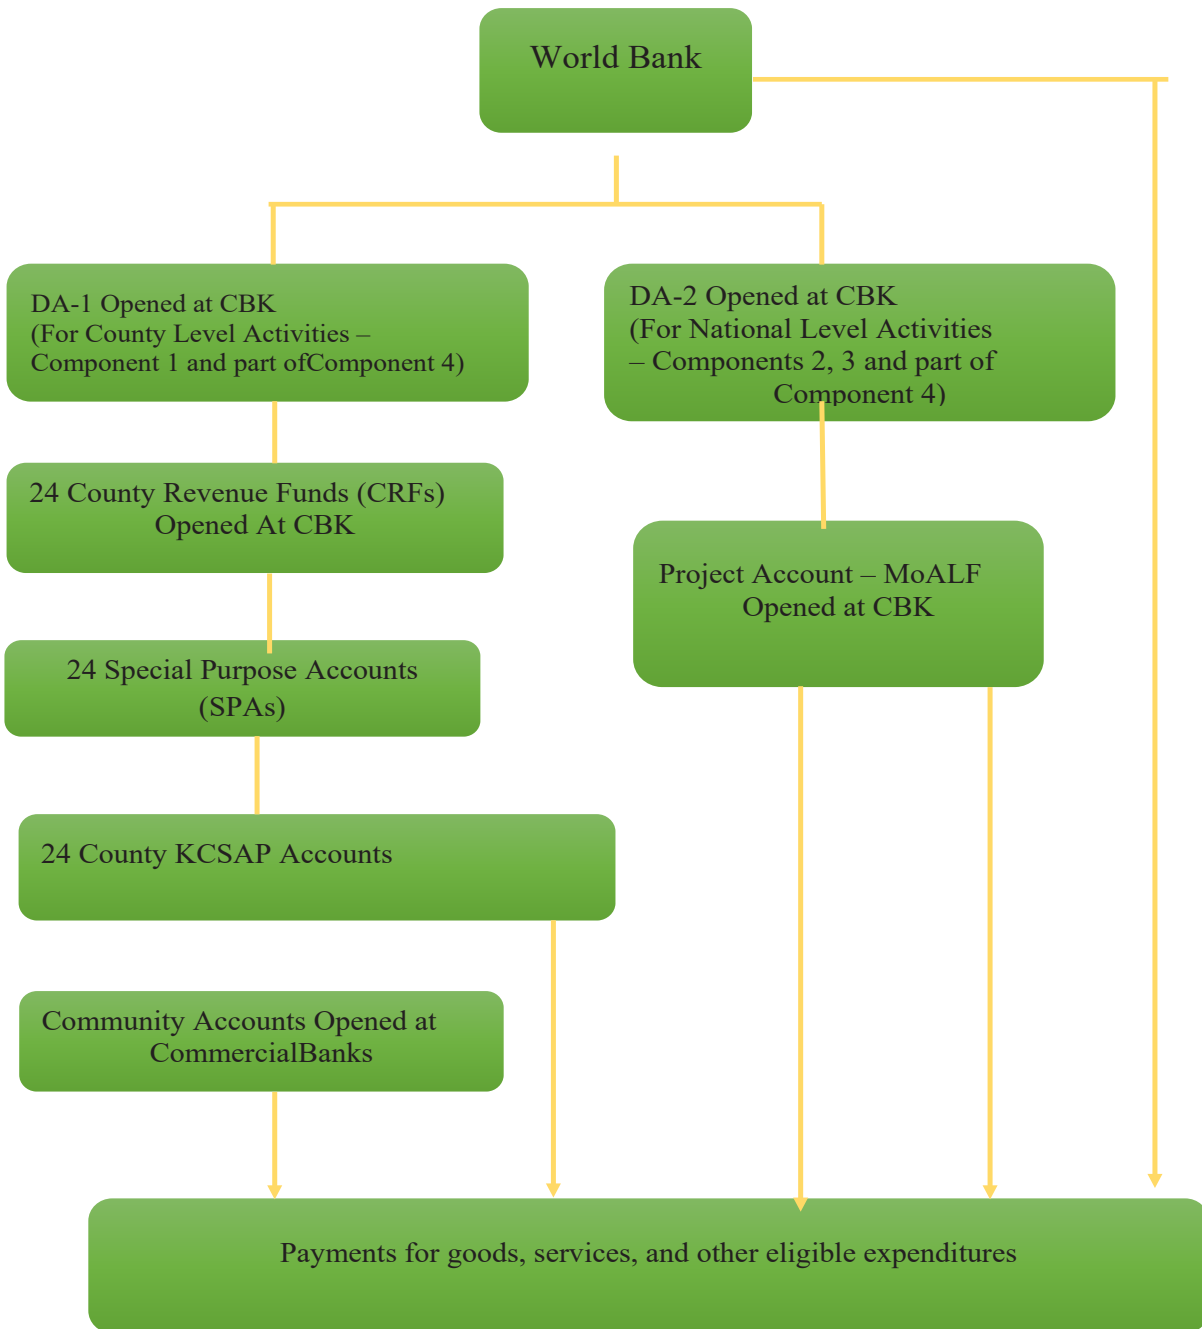 World Bank
DA-1 Opened at CBK
(For County Level Activities –
Component 1 and part ofComponent 4)
DA-2 Opened at CBK
(For National Level Activities
– Components 2, 3 and part of
Component 4)
24 County Revenue Funds (CRFs)
Opened At CBK
Project Account – MoALF
Opened at CBK
24 Special Purpose Accounts
(SPAs)
24 County KCSAP Accounts
Community Accounts Opened at
CommercialBanks
Payments for goods, services, and other eligible expenditures